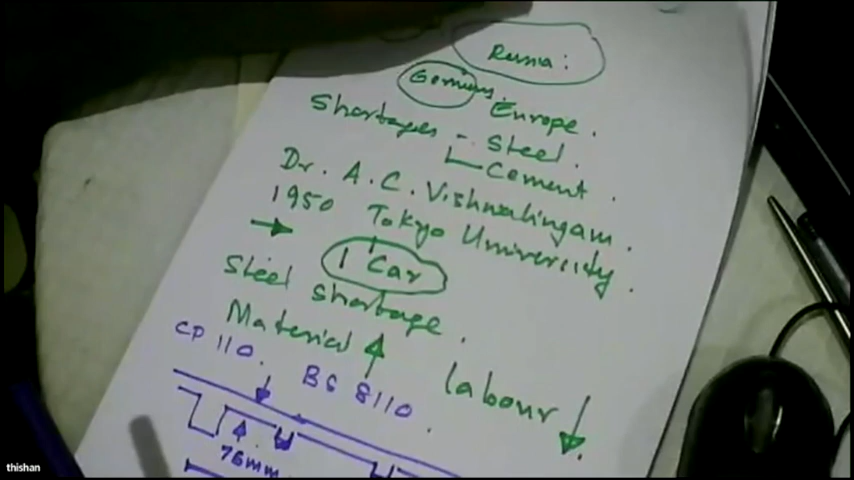 Russia :
Germany. Europe.
Shortages - Steel.
Cement.
Dr. A. C. Vishvalingam.
1950 Tokyo University.
1 Car
Steel shortage.
Material
labour
CP 110. BS 8110.
76mm
thishan